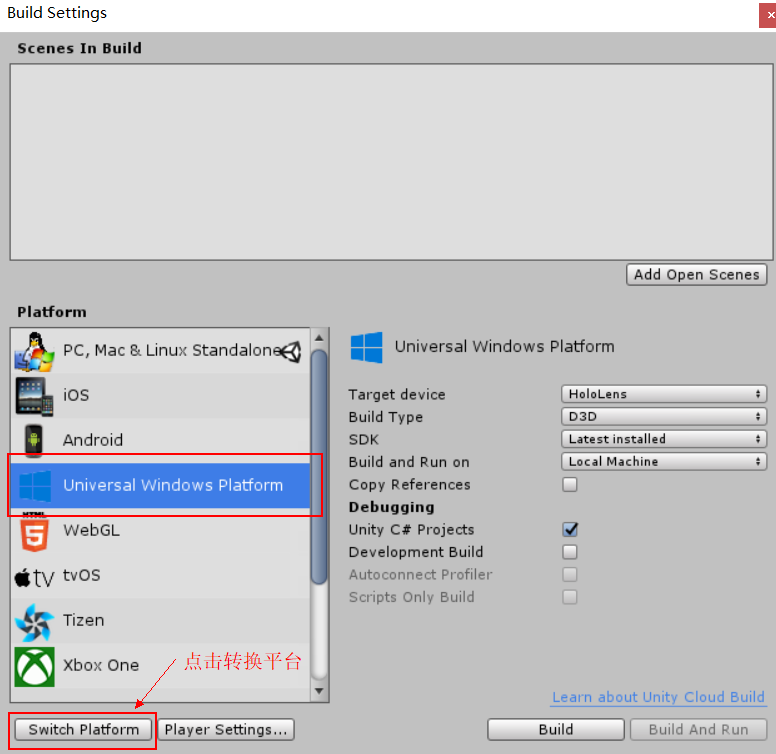 Build Settings
Scenes In Build
Add Open Scenes
Platform
PC, Mac & Linux Standalone
iOS
Android
Universal Windows Platform
HTML
5
WebGL
tv
tvOS
Tizen
Xbox One
Universal Windows Platform
Target device
HoloLens
Build Type
D3D
SDK
Latest installed
Build and Run on
Local Machine
Copy References
Debugging
Unity C# Projects
Development Build
Autoconnect Profiler
Scripts Only Build
点击转换平台
Learn about Unity Cloud Build
Switch Platform
Player Settings...
Build
Build And Run